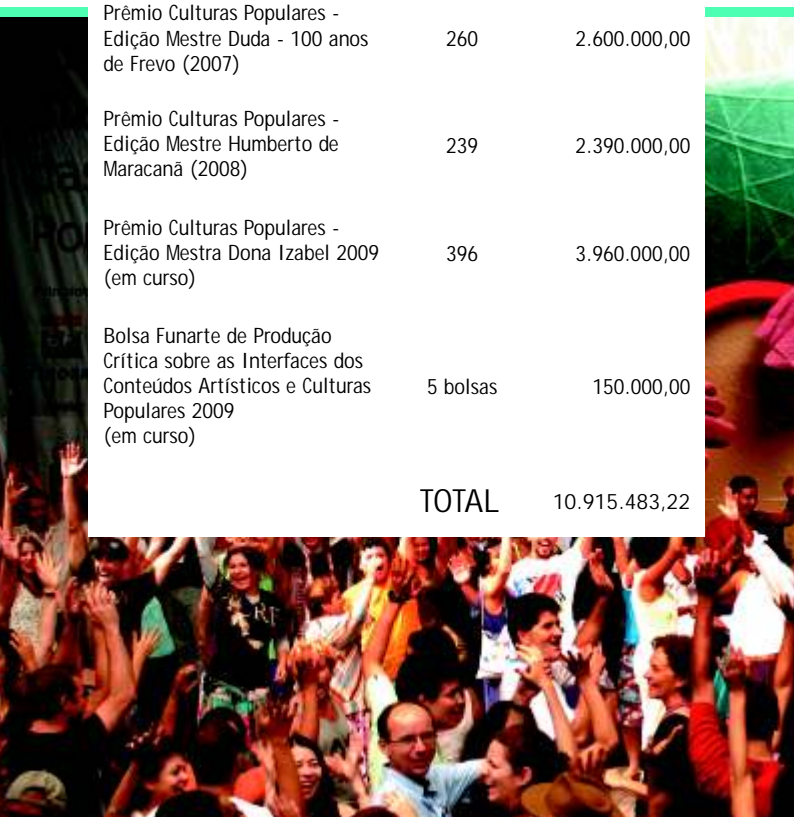 Prêmio Culturas Populares -
Edição Mestre Duda - 100 anos
de Frevo (2007)
260
2.600.000,00
Prêmio Culturas Populares -
Edição Mestre Humberto de
Maracanã (2008)
239
2.390.000,00
Prêmio Culturas Populares -
Edição Mestra Dona Izabel 2009
(em curso)
396
3.960.000,00
Bolsa Funarte de Produção
Crítica sobre as Interfaces dos
Conteúdos Artísticos e Culturas
Populares 2009
(em curso)
5 bolsas
150.000,00
TOTAL
10.915.483,22